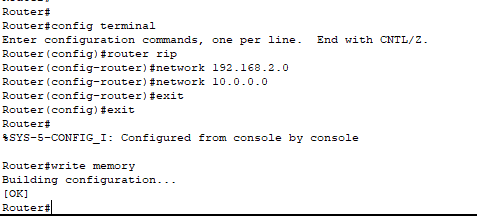 Router#
Router#config terminal
Enter configuration commands, one per line.  End with CNTL/Z.
Router(config)#router rip
Router(config-router)#network 192.168.2.0
Router(config-router)#network 10.0.0.0
Router(config-router)#exit
Router(config)#exit
Router#
%SYS-5-CONFIG_I: Configured from console by console
Router#write memory
Building configuration...
[OK]
Router#